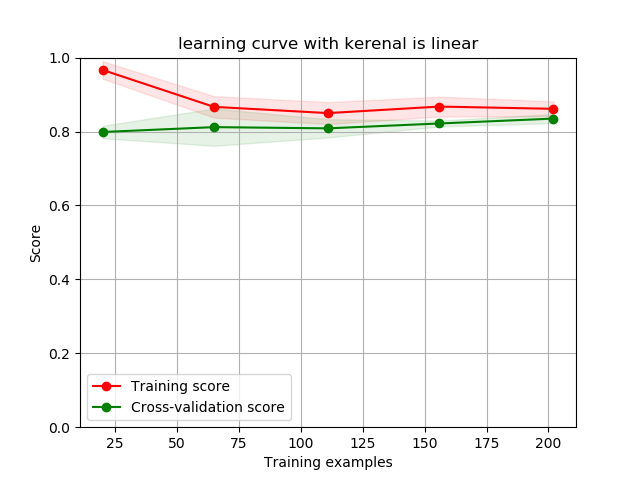 learning curve with kerenal is linear
1.0
0.8
0.6
0.4
0.2
0.0
Score
Training score
Cross-validation score
25 50 75 100 125 150 175 200
Training examples